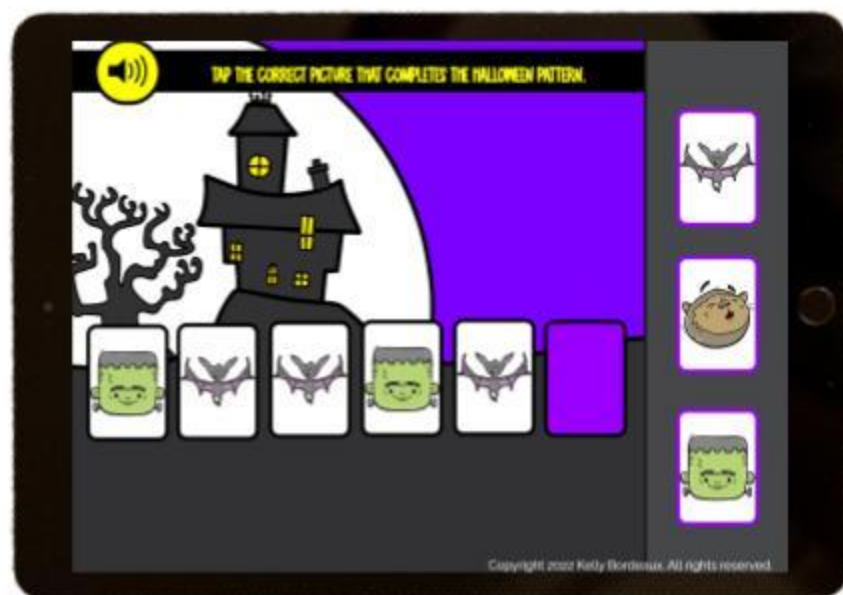 TAP THE CORRECT PICTURE THAT COMPLETES THE HALLOWEEN PATTERN.
Copyright 2022 Kelly Bordeaux. All rights reserved.